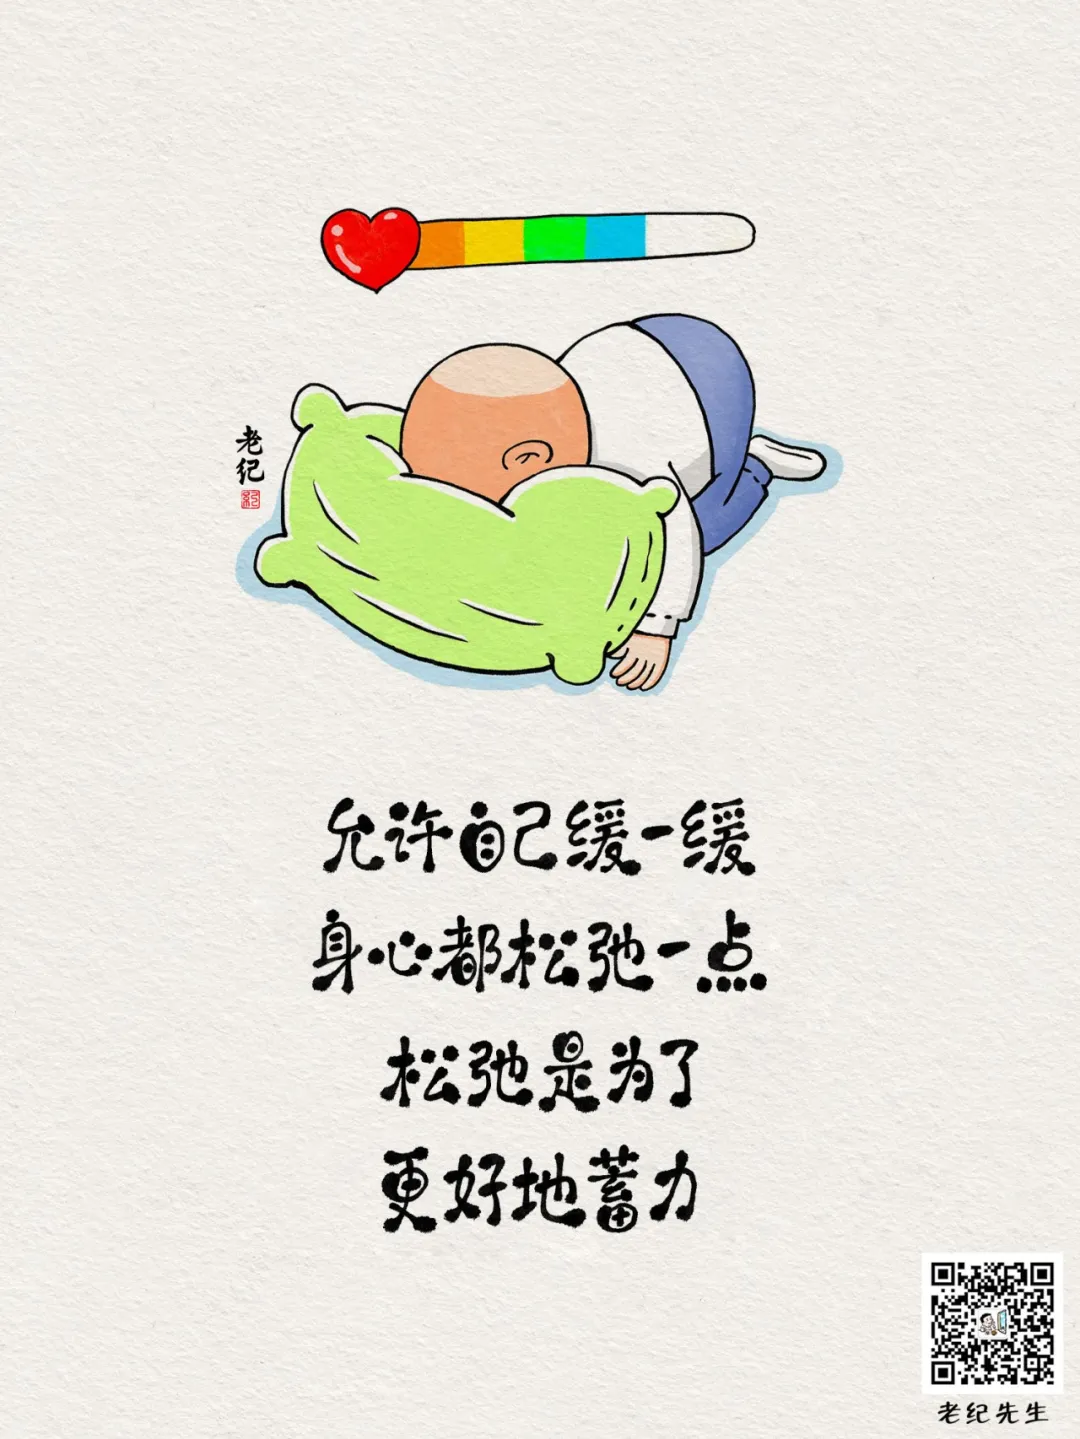 老纪
允许自己缓一缓
身心都松弛一点
松弛是为了
更好地蓄力
老纪先生